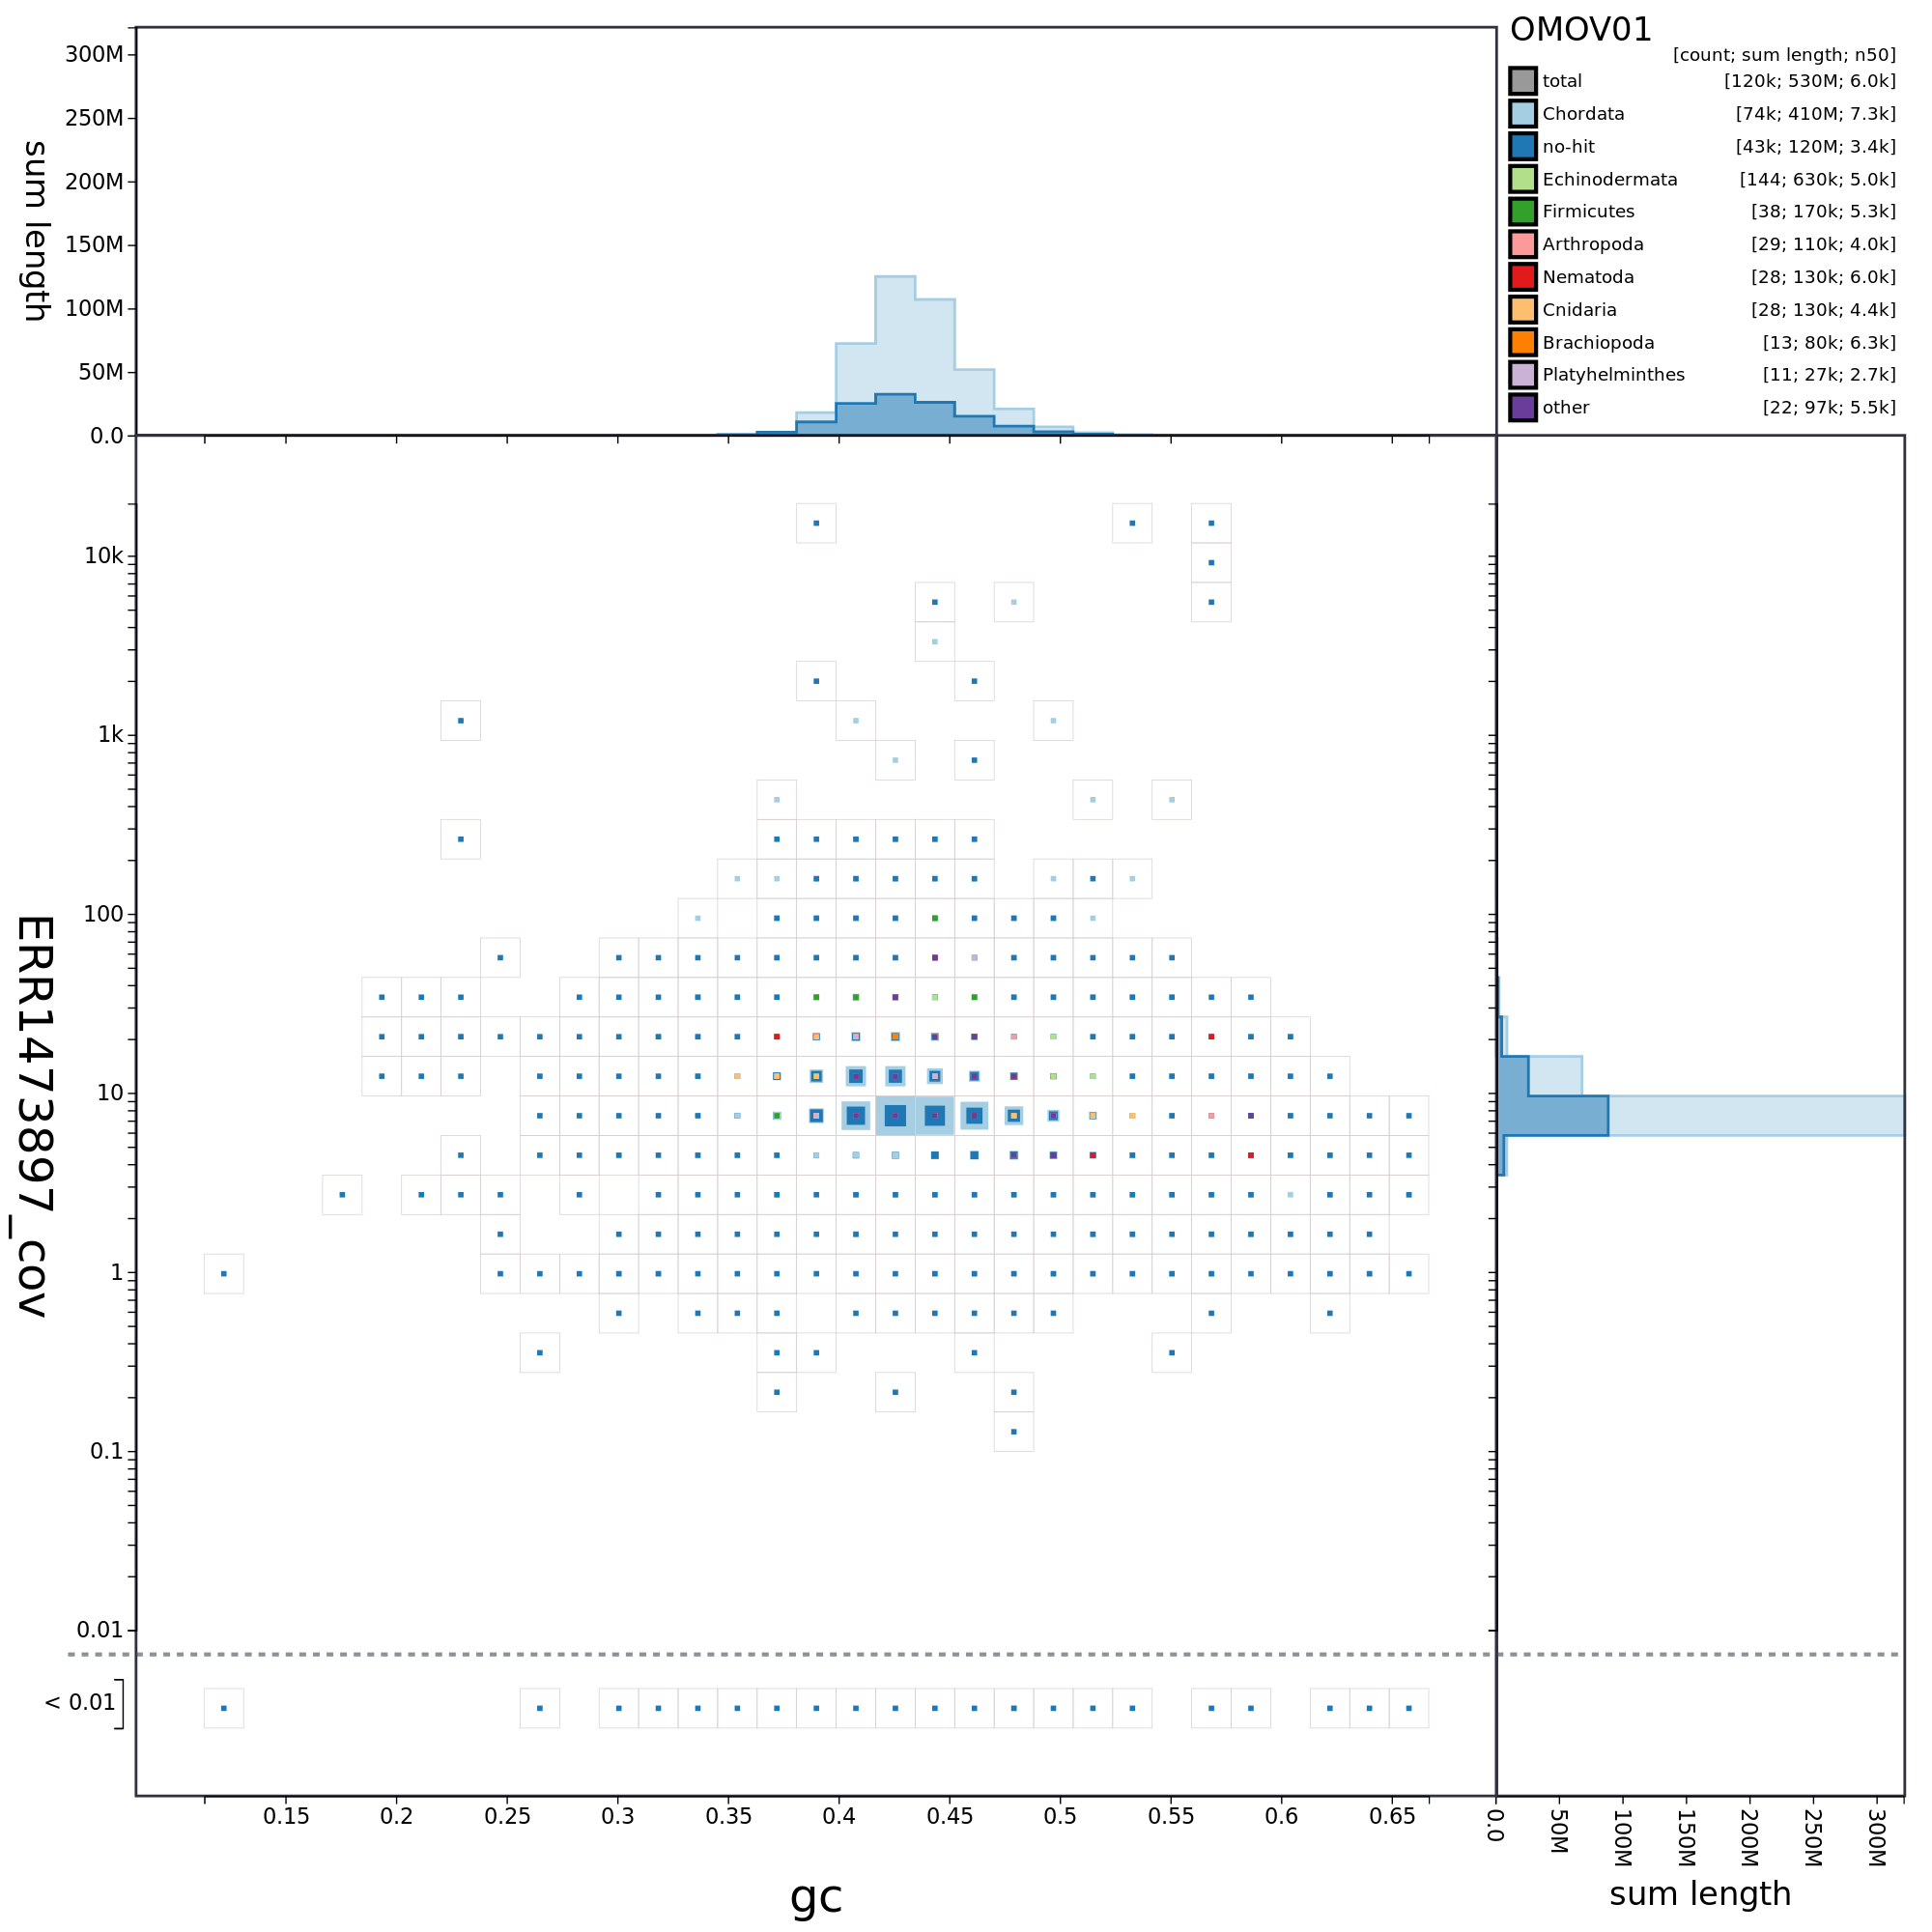 OMOV01
[count; sum length; n50]
total [120k; 530M; 6.0k]
Chordata [74k; 410M; 7.3k]
no-hit [43k; 120M; 3.4k]
Echinodermata [144; 630k; 5.0k]
Firmicutes [38; 170k; 5.3k]
Arthropoda [29; 110k; 4.0k]
Nematoda [28; 130k; 6.0k]
Cnidaria [28; 130k; 4.4k]
Brachiopoda [13; 80k; 6.3k]
Platyhelminthes [11; 27k; 2.7k]
other [22; 97k; 5.5k]
sum length
300M
250M
200M
150M
100M
50M
0.0
ERR1473897_cov
10k
1k
100
10
1
0.1
0.01
< 0.01
0.15 0.2 0.25 0.3 0.35 0.4 0.45 0.5 0.55 0.6 0.65
gc
0.0 50M 100M 150M 200M 250M 300M
sum length